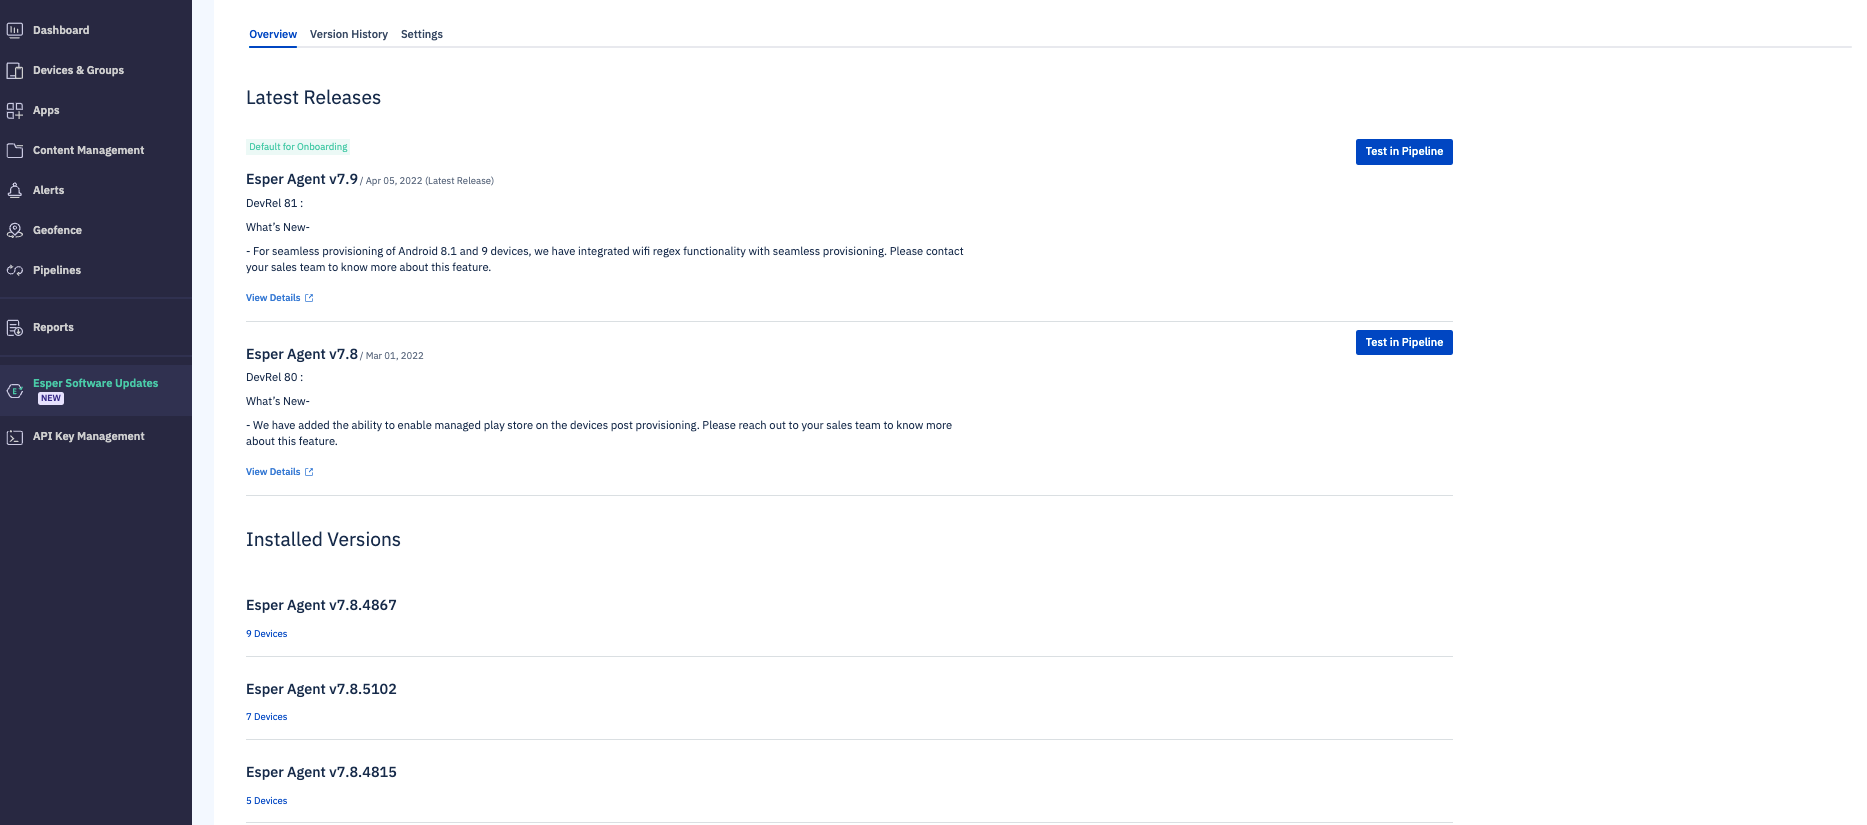 Dashboard
Devices & Groups
Apps
Content Management
Alerts
Geofence
Pipelines
Reports
Esper Software Updates
NEW
API Key Management
Overview Version History Settings
Latest Releases
Default for Onboarding
Test in Pipeline
Esper Agent v7.9 / Apr 05, 2022 (Latest Release)
DevRel 81 :
What's New-
- For seamless provisioning of Android 8.1 and 9 devices, we have integrated wifi regex functionality with seamless provisioning. Please contact
your sales team to know more about this feature.
View Details
Test in Pipeline
Esper Agent v7.8 / Mar 01, 2022
DevRel 80 :
What's New-
- We have added the ability to enable managed play store on the devices post provisioning. Please reach out to your sales team to know more
about this feature.
View Details
Installed Versions
Esper Agent v7.8.4867
9 Devices
Esper Agent v7.8.5102
7 Devices
Esper Agent v7.8.4815
5 Devices